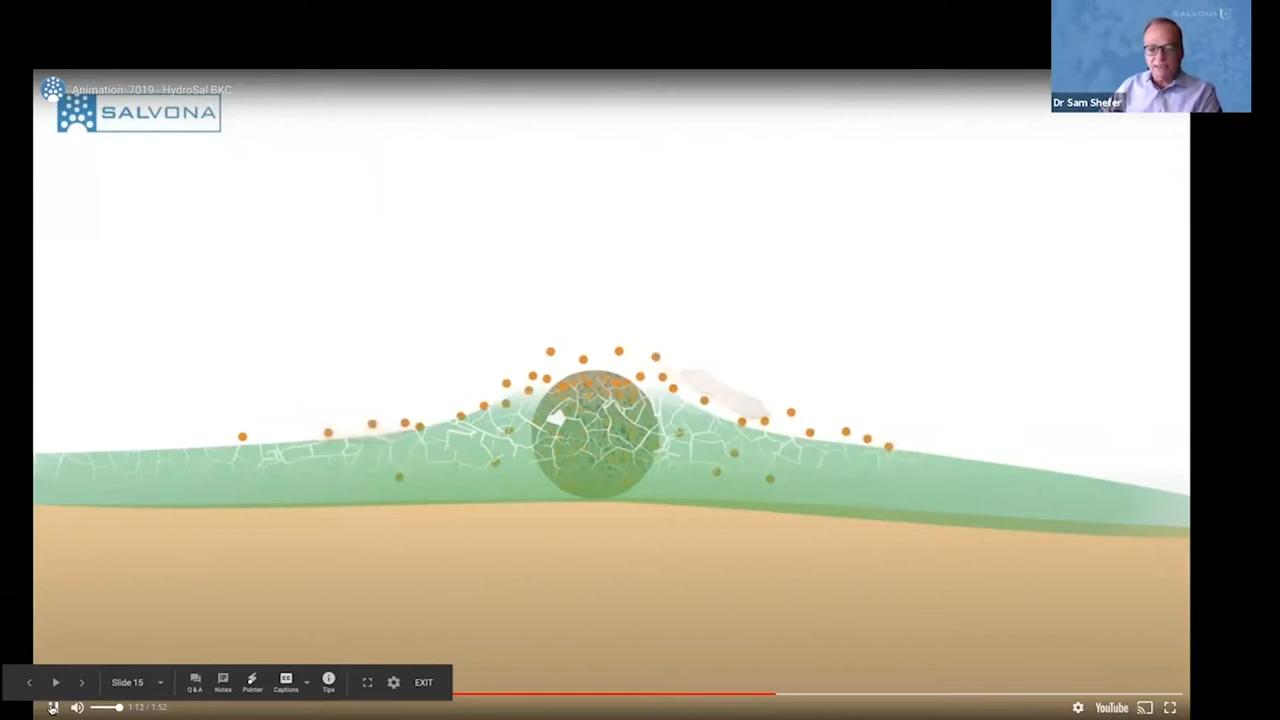 SALVONA
Dr Sam Shefer
Animation: 7019 - HydroSal BKC
SALVONA
Slide 15
Q & A
Notes
Pointer
Captions
Tips
EXIT
1:12 / 1:52
YouTube